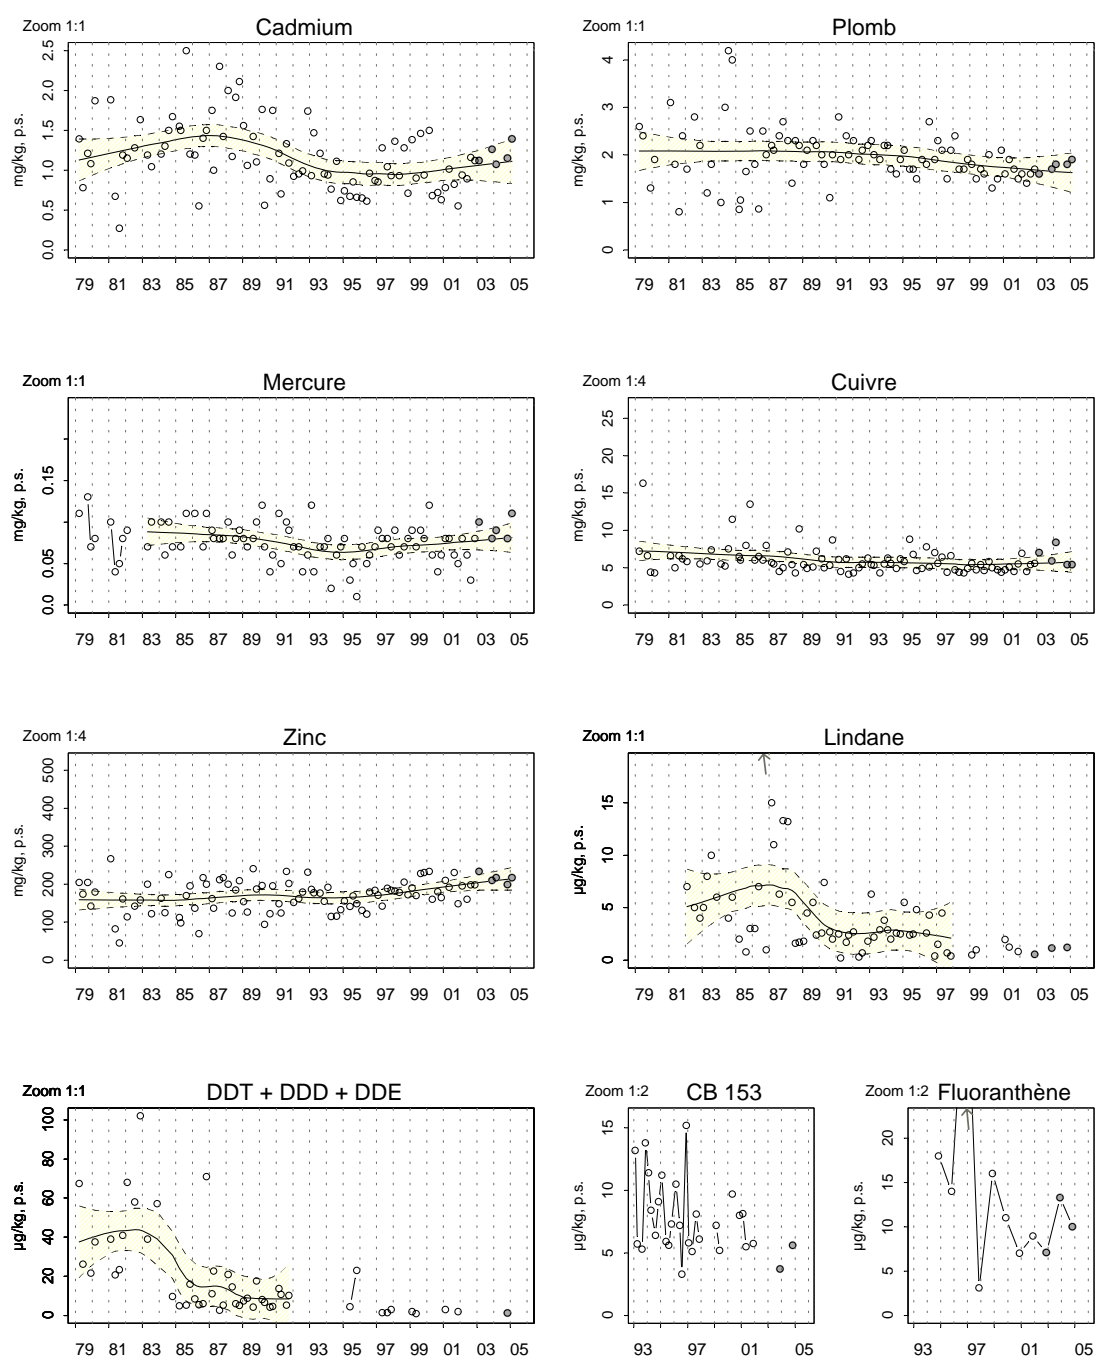 Zoom 1:1 Cadmium
mg/kg, p.s.
0.0 0.5 1.0 1.5 2.0 2.5
79 81 83 85 87 89 91 93 95 97 99 01 03 05
Zoom 1:1 Plomb
mg/kg, p.s.
0 1 2 3 4
79 81 83 85 87 89 91 93 95 97 99 01 03 05
Zoom 1:1 Mercure
mg/kg, p.s.
0.0 0.05 0.15
79 81 83 85 87 89 91 93 95 97 99 01 03 05
Zoom 1:4 Cuivre
mg/kg, p.s.
0 5 10 15 20 25
79 81 83 85 87 89 91 93 95 97 99 01 03 05
Zoom 1:4 Zinc
mg/kg, p.s.
0 100 200 300 400 500
79 81 83 85 87 89 91 93 95 97 99 01 03 05
Zoom 1:1 Lindane
µg/kg, p.s.
0 5 10 15
79 81 83 85 87 89 91 93 95 97 99 01 03 05
Zoom 1:1 DDT + DDD + DDE
µg/kg, p.s.
0 20 40 60 80 100
79 81 83 85 87 89 91 93 95 97 99 01 03 05
Zoom 1:2 CB 153
µg/kg, p.s.
0 5 10 15
93 95 97 99 01 03 05
Zoom 1:2 Fluoranthène
µg/kg, p.s.
0 5 10 15 20
93 95 97 99 01 03 05